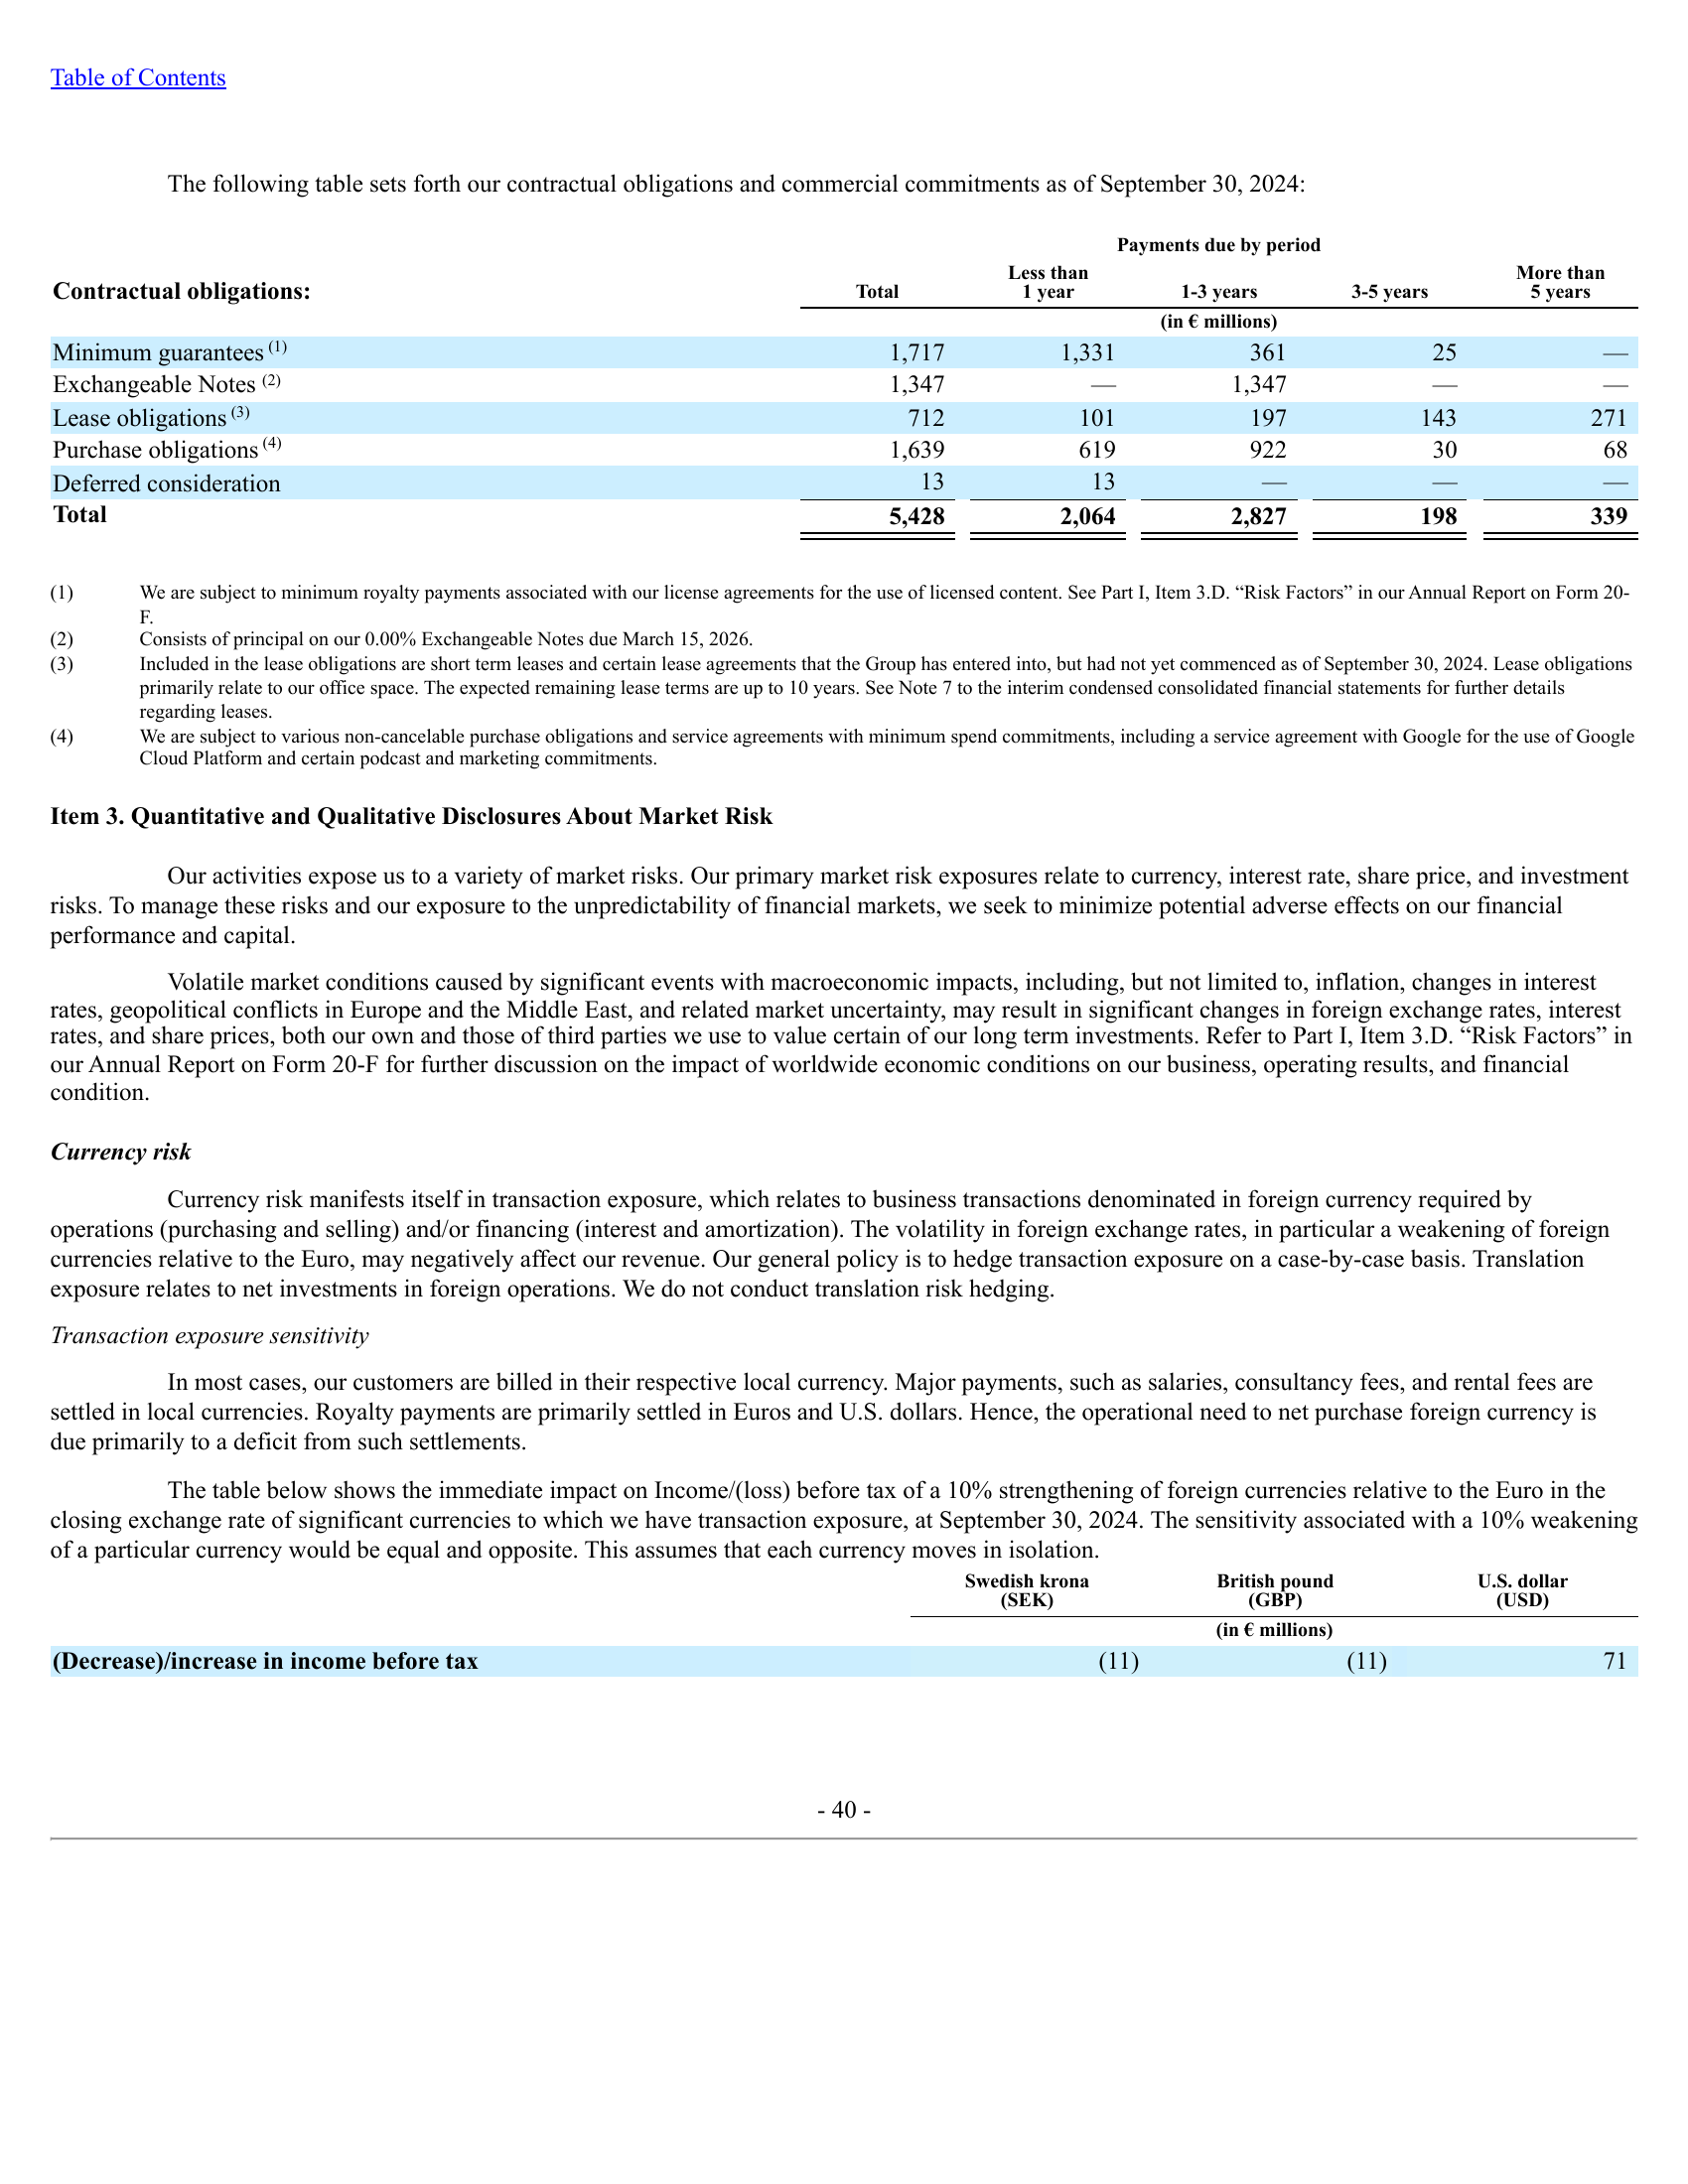 Table of Contents
The following table sets forth our contractual obligations and commercial commitments as of September 30, 2024:
Payments due by period
Contractual obligations: Total Less than 1 year 1-3 years 3-5 years More than 5 years
(in € millions)
Minimum guarantees (1) 1,717 1,331 361 25 —
Exchangeable Notes (2) 1,347 — 1,347 — —
Lease obligations (3) 712 101 197 143 271
Purchase obligations (4) 1,639 619 922 30 68
Deferred consideration 13 13 — — —
Total 5,428 2,064 2,827 198 339
(1) We are subject to minimum royalty payments associated with our license agreements for the use of licensed content. See Part I, Item 3.D. “Risk Factors” in our Annual Report on Form 20-
F.
(2) Consists of principal on our 0.00% Exchangeable Notes due March 15, 2026.
(3) Included in the lease obligations are short term leases and certain lease agreements that the Group has entered into, but had not yet commenced as of September 30, 2024. Lease obligations
primarily relate to our office space. The expected remaining lease terms are up to 10 years. See Note 7 to the interim condensed consolidated financial statements for further details
regarding leases.
(4) We are subject to various non-cancelable purchase obligations and service agreements with minimum spend commitments, including a service agreement with Google for the use of Google
Cloud Platform and certain podcast and marketing commitments.
Item 3. Quantitative and Qualitative Disclosures About Market Risk
Our activities expose us to a variety of market risks. Our primary market risk exposures relate to currency, interest rate, share price, and investment
risks. To manage these risks and our exposure to the unpredictability of financial markets, we seek to minimize potential adverse effects on our financial
performance and capital.
Volatile market conditions caused by significant events with macroeconomic impacts, including, but not limited to, inflation, changes in interest
rates, geopolitical conflicts in Europe and the Middle East, and related market uncertainty, may result in significant changes in foreign exchange rates, interest
rates, and share prices, both our own and those of third parties we use to value certain of our long term investments. Refer to Part I, Item 3.D. “Risk Factors” in
our Annual Report on Form 20-F for further discussion on the impact of worldwide economic conditions on our business, operating results, and financial
condition.
Currency risk
Currency risk manifests itself in transaction exposure, which relates to business transactions denominated in foreign currency required by
operations (purchasing and selling) and/or financing (interest and amortization). The volatility in foreign exchange rates, in particular a weakening of foreign
currencies relative to the Euro, may negatively affect our revenue. Our general policy is to hedge transaction exposure on a case-by-case basis. Translation
exposure relates to net investments in foreign operations. We do not conduct translation risk hedging.
Transaction exposure sensitivity
In most cases, our customers are billed in their respective local currency. Major payments, such as salaries, consultancy fees, and rental fees are
settled in local currencies. Royalty payments are primarily settled in Euros and U.S. dollars. Hence, the operational need to net purchase foreign currency is
due primarily to a deficit from such settlements.
The table below shows the immediate impact on Income/(loss) before tax of a 10% strengthening of foreign currencies relative to the Euro in the
closing exchange rate of significant currencies to which we have transaction exposure, at September 30, 2024. The sensitivity associated with a 10% weakening
of a particular currency would be equal and opposite. This assumes that each currency moves in isolation.
Swedish krona British pound U.S. dollar
(SEK) (GBP) (USD)
(in € millions)
(Decrease)/increase in income before tax (11) (11) 71
- 40 -